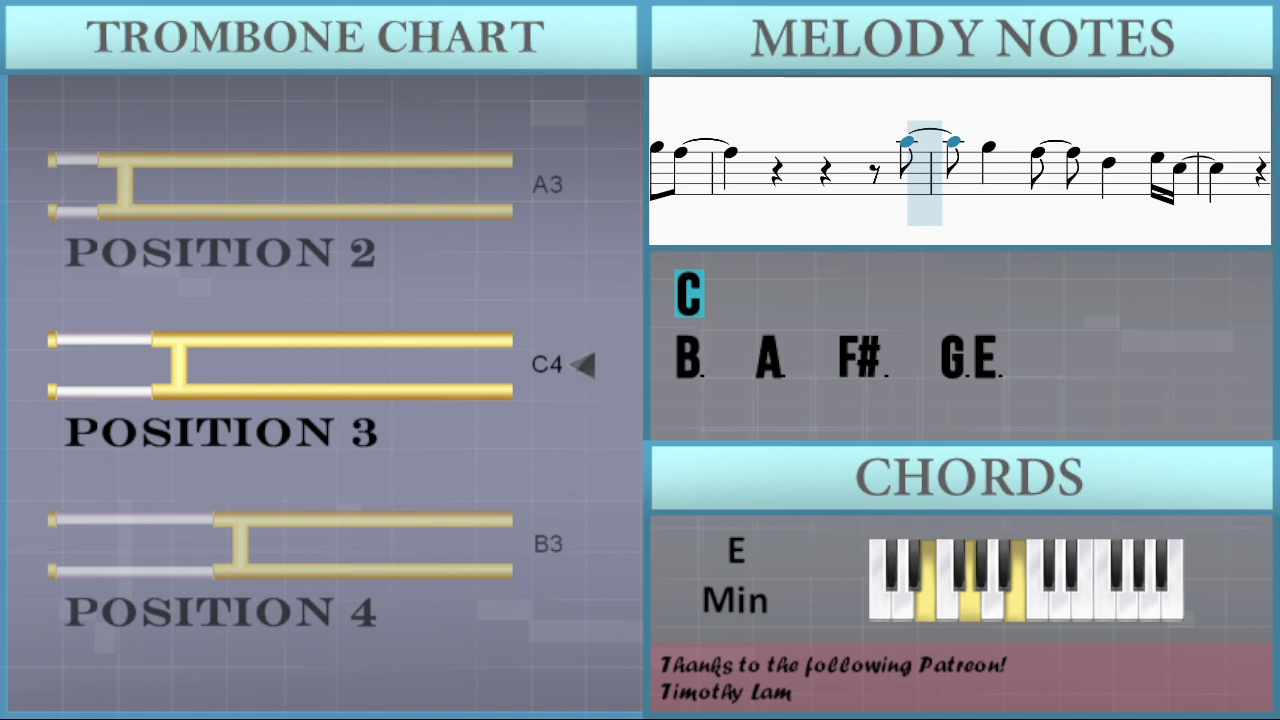 TROMBONE CHART
A3
POSITION 2
C4
POSITION 3
B3
POSITION 4
MELODY NOTES
C
B. A. F#. G.E.
CHORDS
E
Min
Thanks to the following Patreon!
Timothy Lam